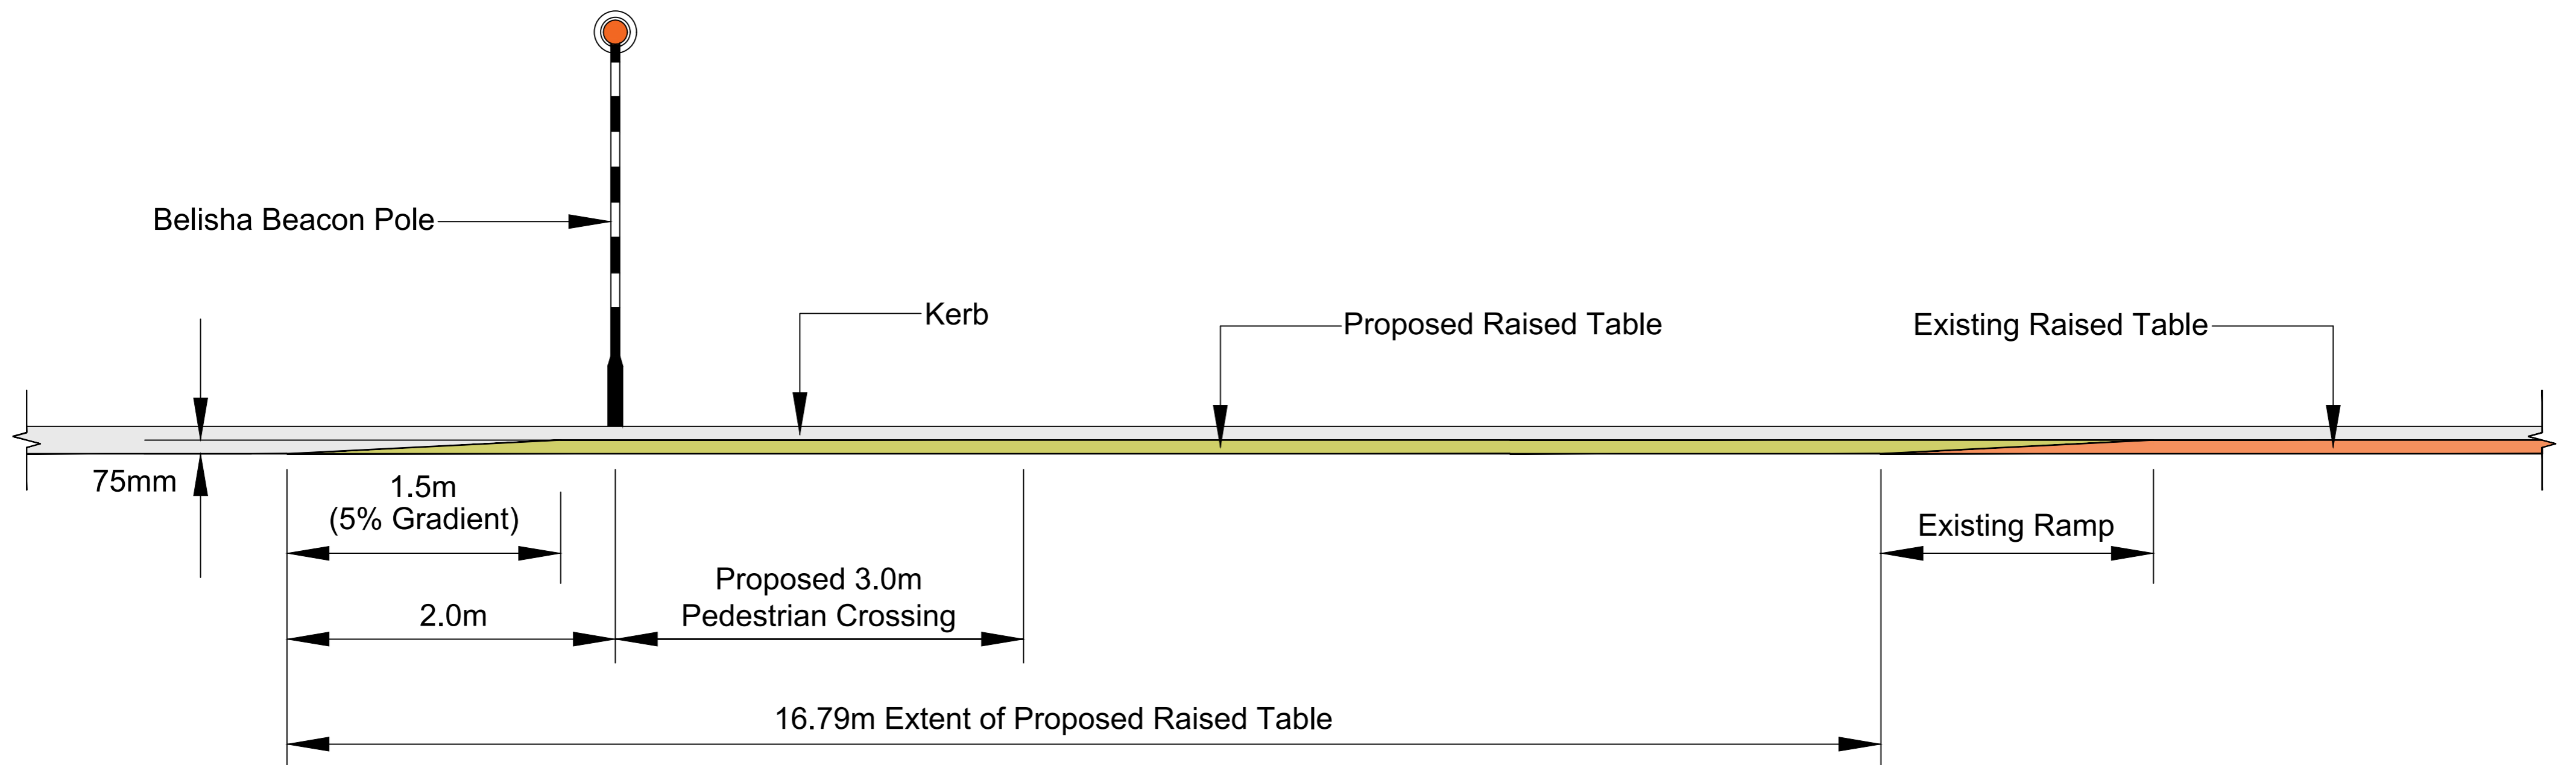 Belisha Beacon Pole
Kerb
Proposed Raised Table
Existing Raised Table
75mm
1.5m
(5% Gradient)
Existing Ramp
2.0m
Proposed 3.0m
Pedestrian Crossing
16.79m Extent of Proposed Raised Table